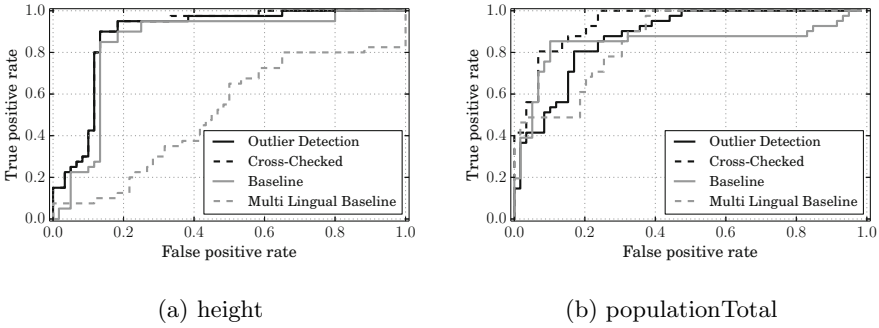 True positive rate
1.0
0.8
0.6
0.4
0.2
0.0
0.0 0.2 0.4 0.6 0.8 1.0
False positive rate
Outlier Detection
Cross-Checked
Baseline
Multi Lingual Baseline
(a) height
True positive rate
1.0
0.8
0.6
0.4
0.2
0.0
0.0 0.2 0.4 0.6 0.8 1.0
False positive rate
Outlier Detection
Cross-Checked
Baseline
Multi Lingual Baseline
(b) populationTotal